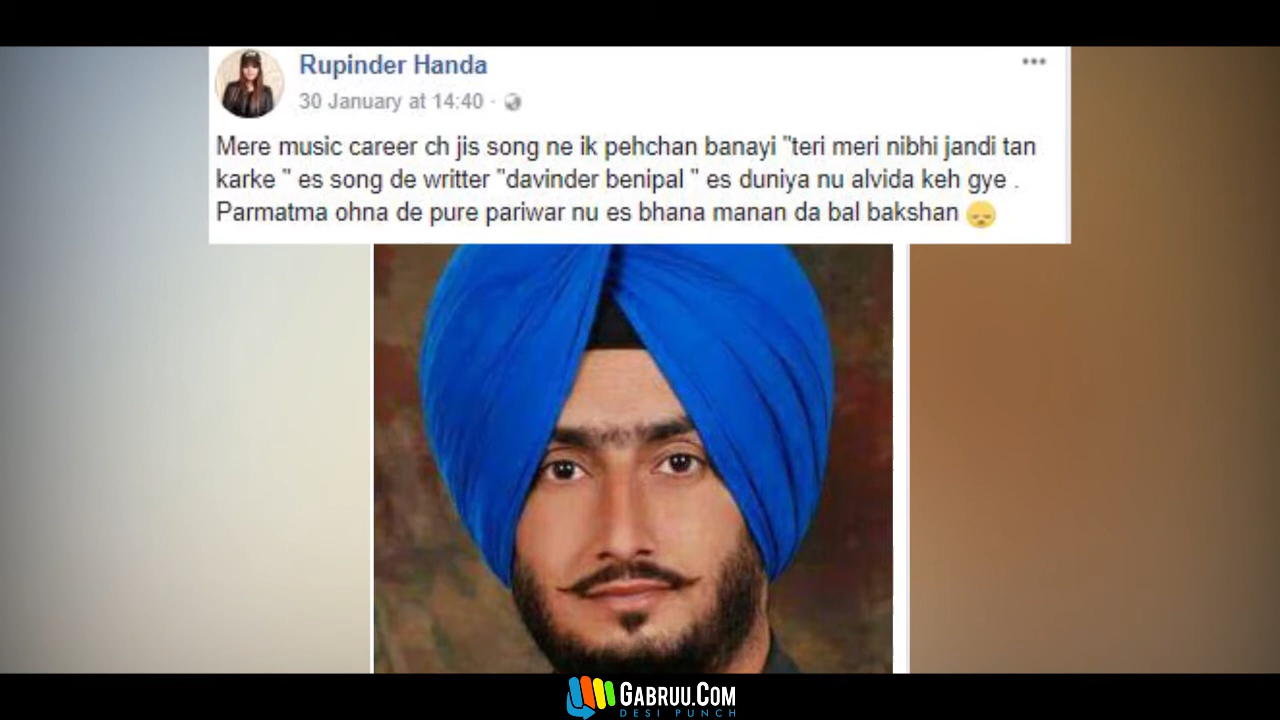 Rupinder Handa
30 January at 14:40 ·
Mere music career ch jis song ne ik pehchan banayi "teri meri nibhi jandi tan
karke " es song de writter "davinder benipal " es duniya nu alvida keh gye .
Parmatma ohna de pure pariwar nu es bhana manan da bal bakshan 😞
GABRUU.COM
DESI PUNCH